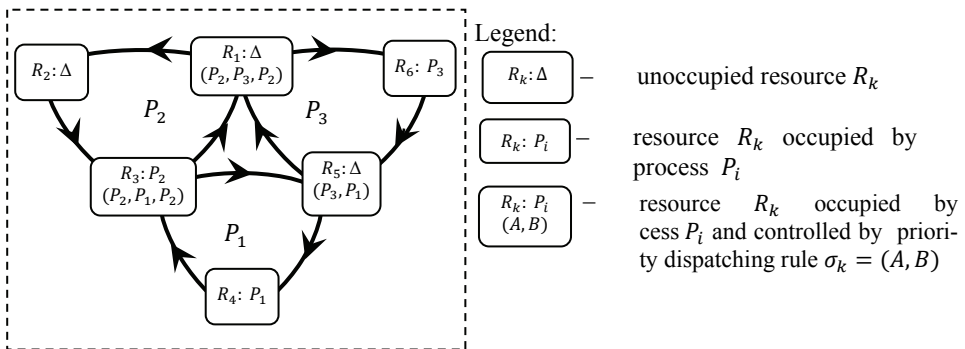 R₁: Δ
(P₂, P₃, P₂)
R₂: Δ
R₆: P₃
P₂
P₃
R₃: P₂
(P₂, P₁, P₂)
R₅: Δ
(P₃, P₁)
P₁
R₄: P₁
Legend:
Rₖ: Δ – unoccupied resource Rₖ
Rₖ: Pᵢ – resource Rₖ occupied by
process Pᵢ
Rₖ: Pᵢ
(A, B)
– resource Rₖ occupied by
cess Pᵢ and controlled by priori-
ty dispatching rule σₖ = (A, B)